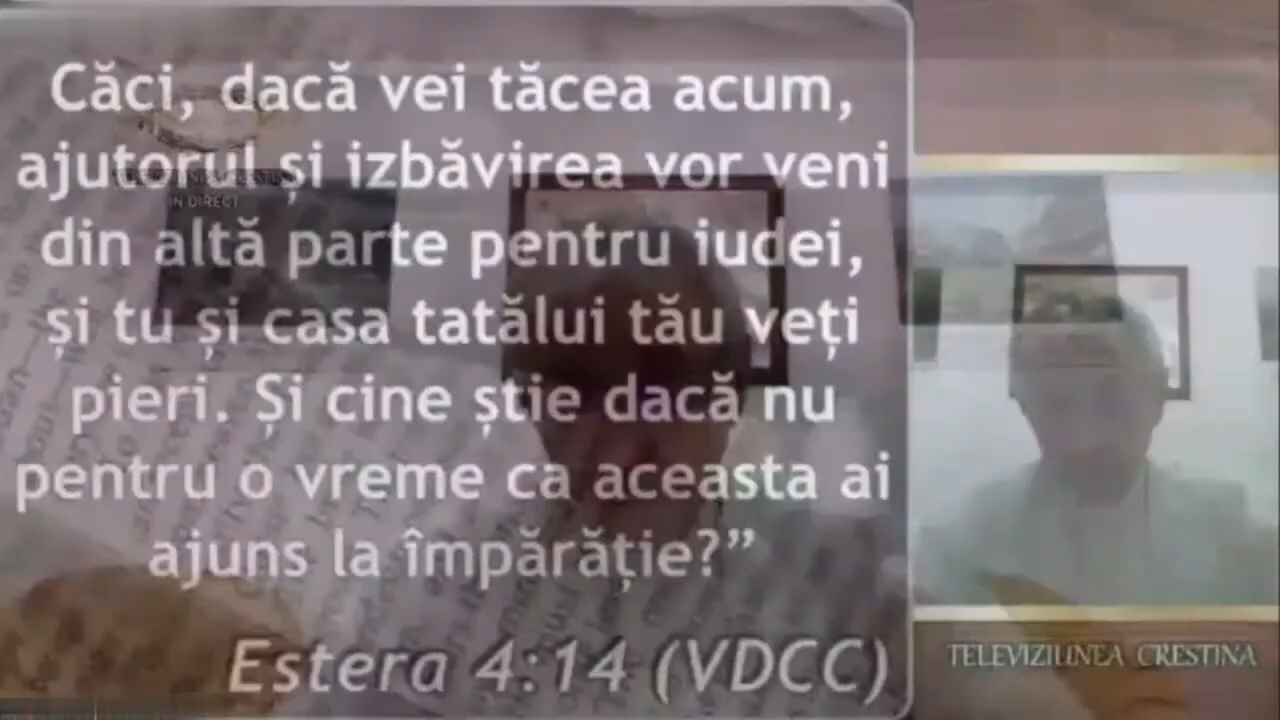 Căci, dacă vei tăcea acum,
ajutorul și izbăvirea vor veni
din altă parte pentru iudei,
și tu și casa tatălui tău veți
pieri. Și cine știe dacă nu
pentru o vreme ca aceasta ai
ajuns la împărăție?”
Estera 4:14 (VDCC)
IN DIRECT
TELEVIZIUNEA CRESTINA